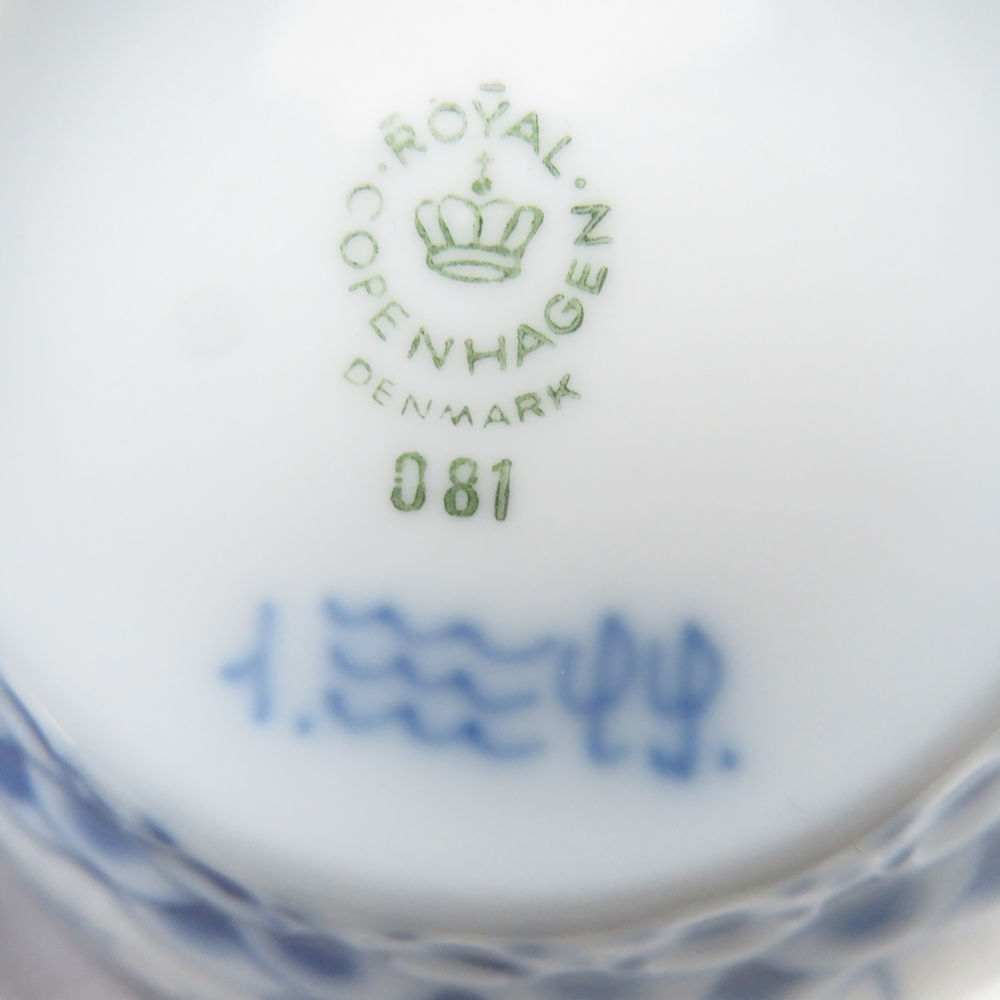 · ROYAL · COPENHAGEN
DENMARK
081
1.